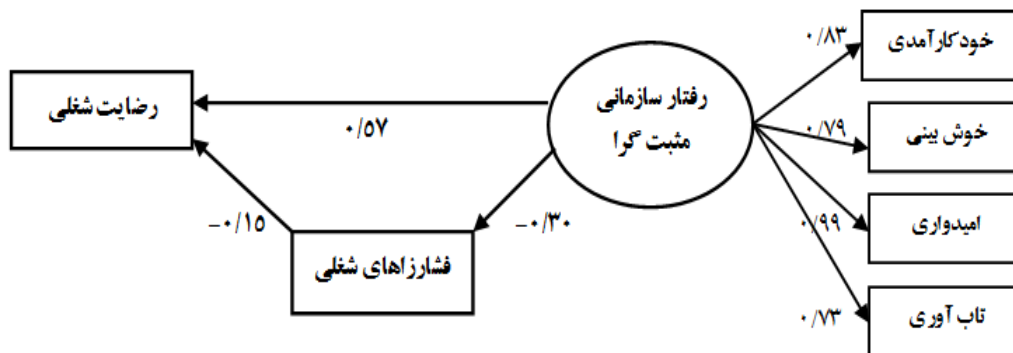 ۰/۸۳
خودکارآمدی
رفتار سازمانی
مثبت گرا
رضایت شغلی
۰/۵۷
۰/۷۹
خوش بینی
-۰/۱۵
-۰/۳۰
فشارزاهای شغلی
۰/۹۹
امیدواری
۰/۷۳
تاب آوری